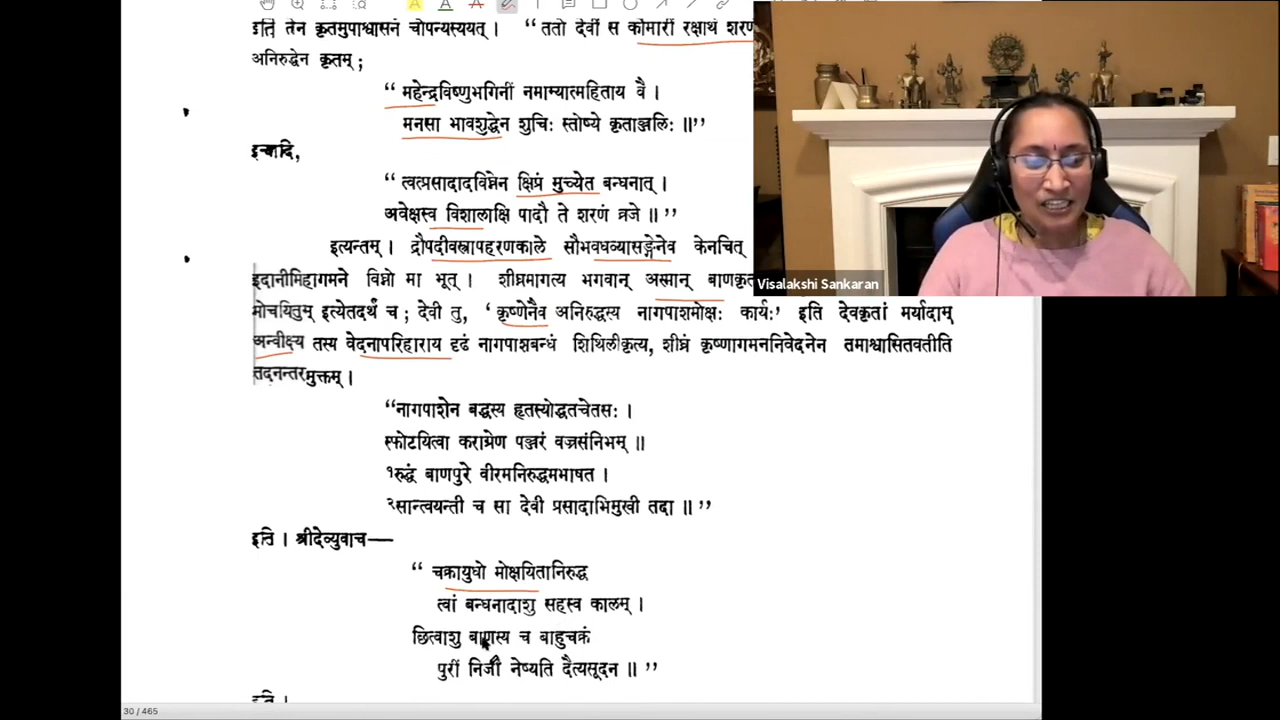 इति तेन कृतमुपाश्वासनं चोपन्यस्ययत् । “ ततो देवीं स कौमारीं रक्षार्थं शरणं
अनिरुद्धेन कृतम् ;
“ महेन्द्रविष्णुभगिनीं नमाम्यात्महिताय वै ।
मनसा भावशुद्धेन शुचिः स्तोष्ये कृताञ्जलिः ॥”
इत्यादि,
“ त्वत्प्रसादादविघ्नेन क्षिप्रं मुच्येत बन्धनात् ।
अवेक्षस्व विशालाक्षि पादौ ते शरणं व्रजे ॥ ”
इत्यन्तम् । द्रौपदीवस्त्रापहरणकाले सौभवधव्यासङ्गेनेव केनचित्
इदानीमिहागमने विघ्नो मा भूत् । शीघ्रमागत्य भगवान् अस्मान् बाणकृत
मोचयितुम् इत्येतदर्थं च ; देवी तु, ‘ कृष्णेनैव अनिरुद्धस्य नागपाशमोक्षः कार्यः’ इति देवकृतां मर्यादाम्
अन्वीक्ष्य तस्य वेदनापरिहाराय दृढं नागपाशबन्धं शिथिलीकृत्य, शीघ्रं कृष्णागमननिवेदनेन तमाश्वासितवतीति
तदनन्तरमुक्तम् ।
“नागपाशेन बद्धस्य हृतस्योद्धतचेतसः ।
स्फोटयित्वा कराग्रेण पञ्जरं वज्रसंनिभम् ॥
१रुद्धं बाणपुरे वीरमनिरुद्धमभाषत ।
२सान्त्वयन्ती च सा देवी प्रसादाभिमुखी तदा ॥ ”
इति । श्रीदेव्युवाच—
“ चक्रायुधो मोक्षयितानिरुद्ध
त्वां बन्धनादाशु सहस्व कालम् ।
छित्वाशु बाणस्य च बाहुचक्रं
पुरीं निजां नेष्यति दैत्यसूदन ॥ ”
इति ।
Visalakshi Sankaran
30 / 465